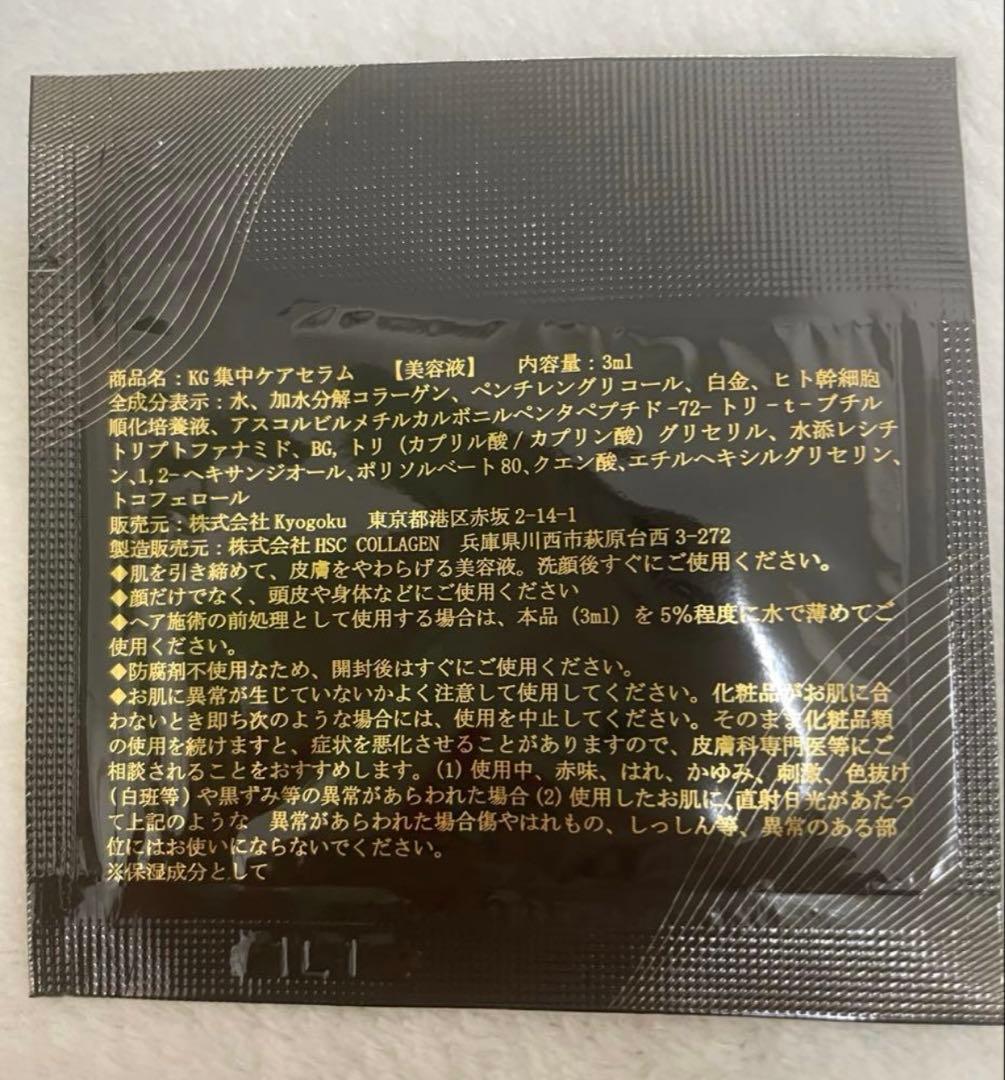 商品名：KG 集中ケアセラム　【美容液】　内容量：3ml
全成分表示：水、加水分解コラーゲン、ペンチレングリコール、白金、ヒト幹細胞
順化培養液、アスコルビルメチルカルボニルペンタペプチド-72-トリ-t-ブチル
トリプトファナミド、BG, トリ（カプリル酸/カプリン酸）グリセリル、水添レシチ
ン、1,2-ヘキサンジオール、ポリソルベート80、クエン酸、エチルヘキシルグリセリン、
トコフェロール
販売元：株式会社 Kyogoku　東京都港区赤坂 2-14-1
製造販売元：株式会社 HSC COLLAGEN　兵庫県川西市萩原台西 3-272
◆肌を引き締めて、皮膚をやわらげる美容液。洗顔後すぐにご使用ください。
◆顔だけでなく、頭皮や身体などにご使用ください
◆ヘア施術の前処理として使用する場合は、本品（3ml）を 5%程度に水で薄めてご
使用ください。
◆防腐剤不使用なため、開封後はすぐにご使用ください。
◆お肌に異常が生じていないかよく注意して使用してください。化粧品がお肌に合
わないとき即ち次のような場合には、使用を中止してください。そのまま化粧品類
の使用を続けますと、症状を悪化させることがありますので、皮膚科専門医等にご
相談されることをおすすめします。(1) 使用中、赤味、はれ、かゆみ、刺激、色抜け
(白班等) や黒ずみ等の異常があらわれた場合 (2) 使用したお肌に、直射日光があたっ
て上記のような　異常があらわれた場合傷やはれもの、しっしん等、異常のある部
位にはお使いにならないでください。
※保湿成分として